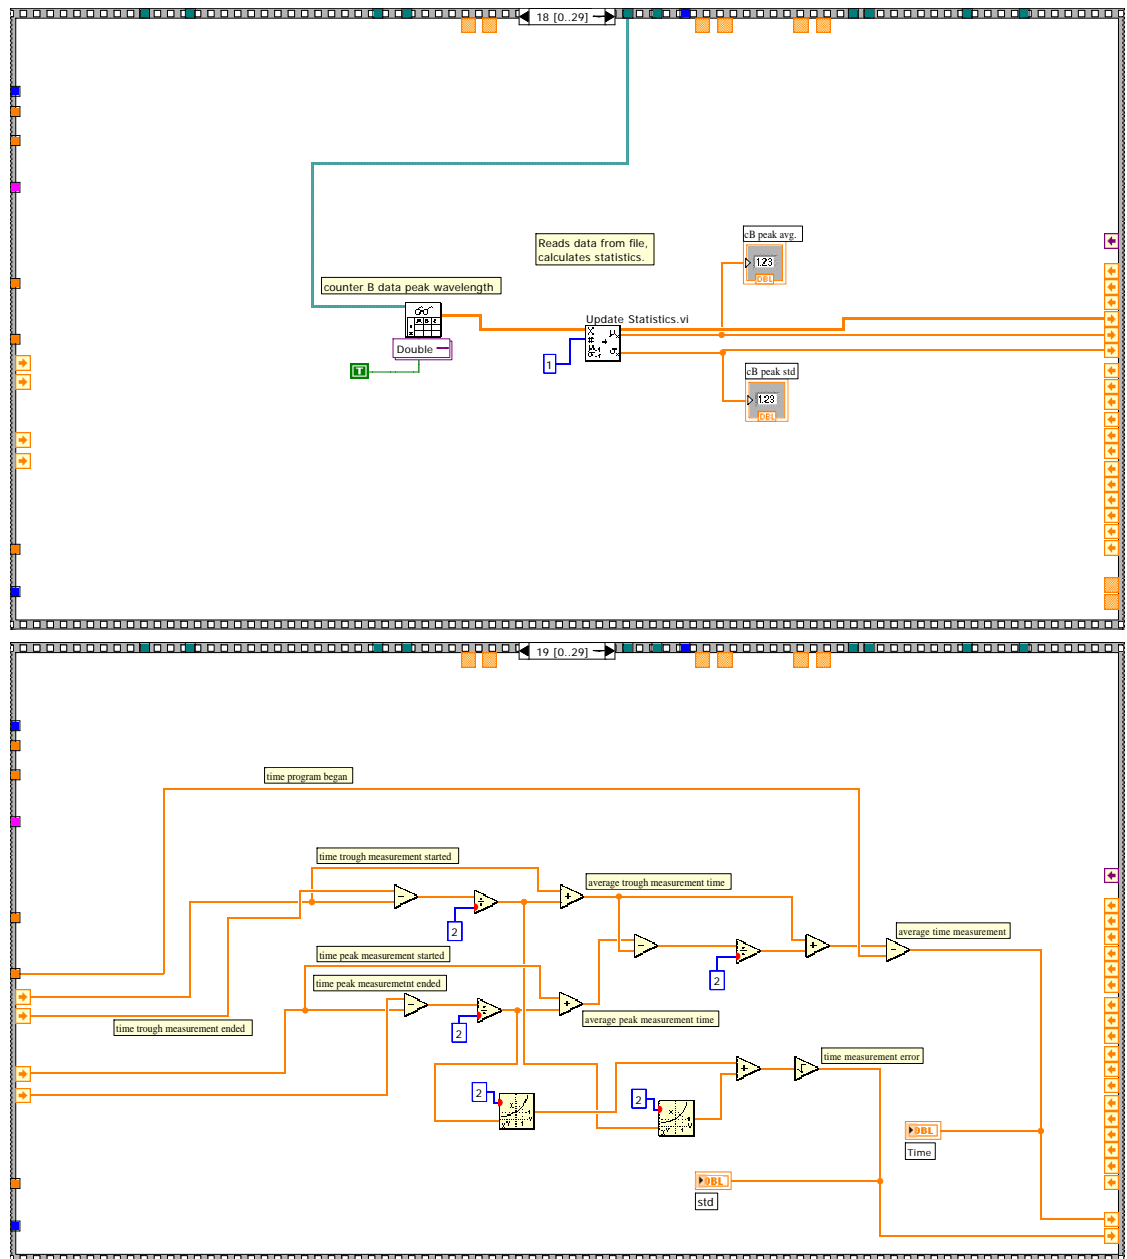 18 [0..29]
cB peak avg.
Reads data from file,
calculates statistics.
1.23
DBL
counter B data peak wavelength
Update Statistics.vi
Double
1
T
cB peak std
1.23
DBL
19 [0..29]
time program began
time trough measurement started
average trough measurement time
2
average time measurement
time peak measurement started
2
time peak measuremetnt ended
average peak measurement time
time trough measurement ended
2
time measurement error
2
2
DBL
Time
DBL
std